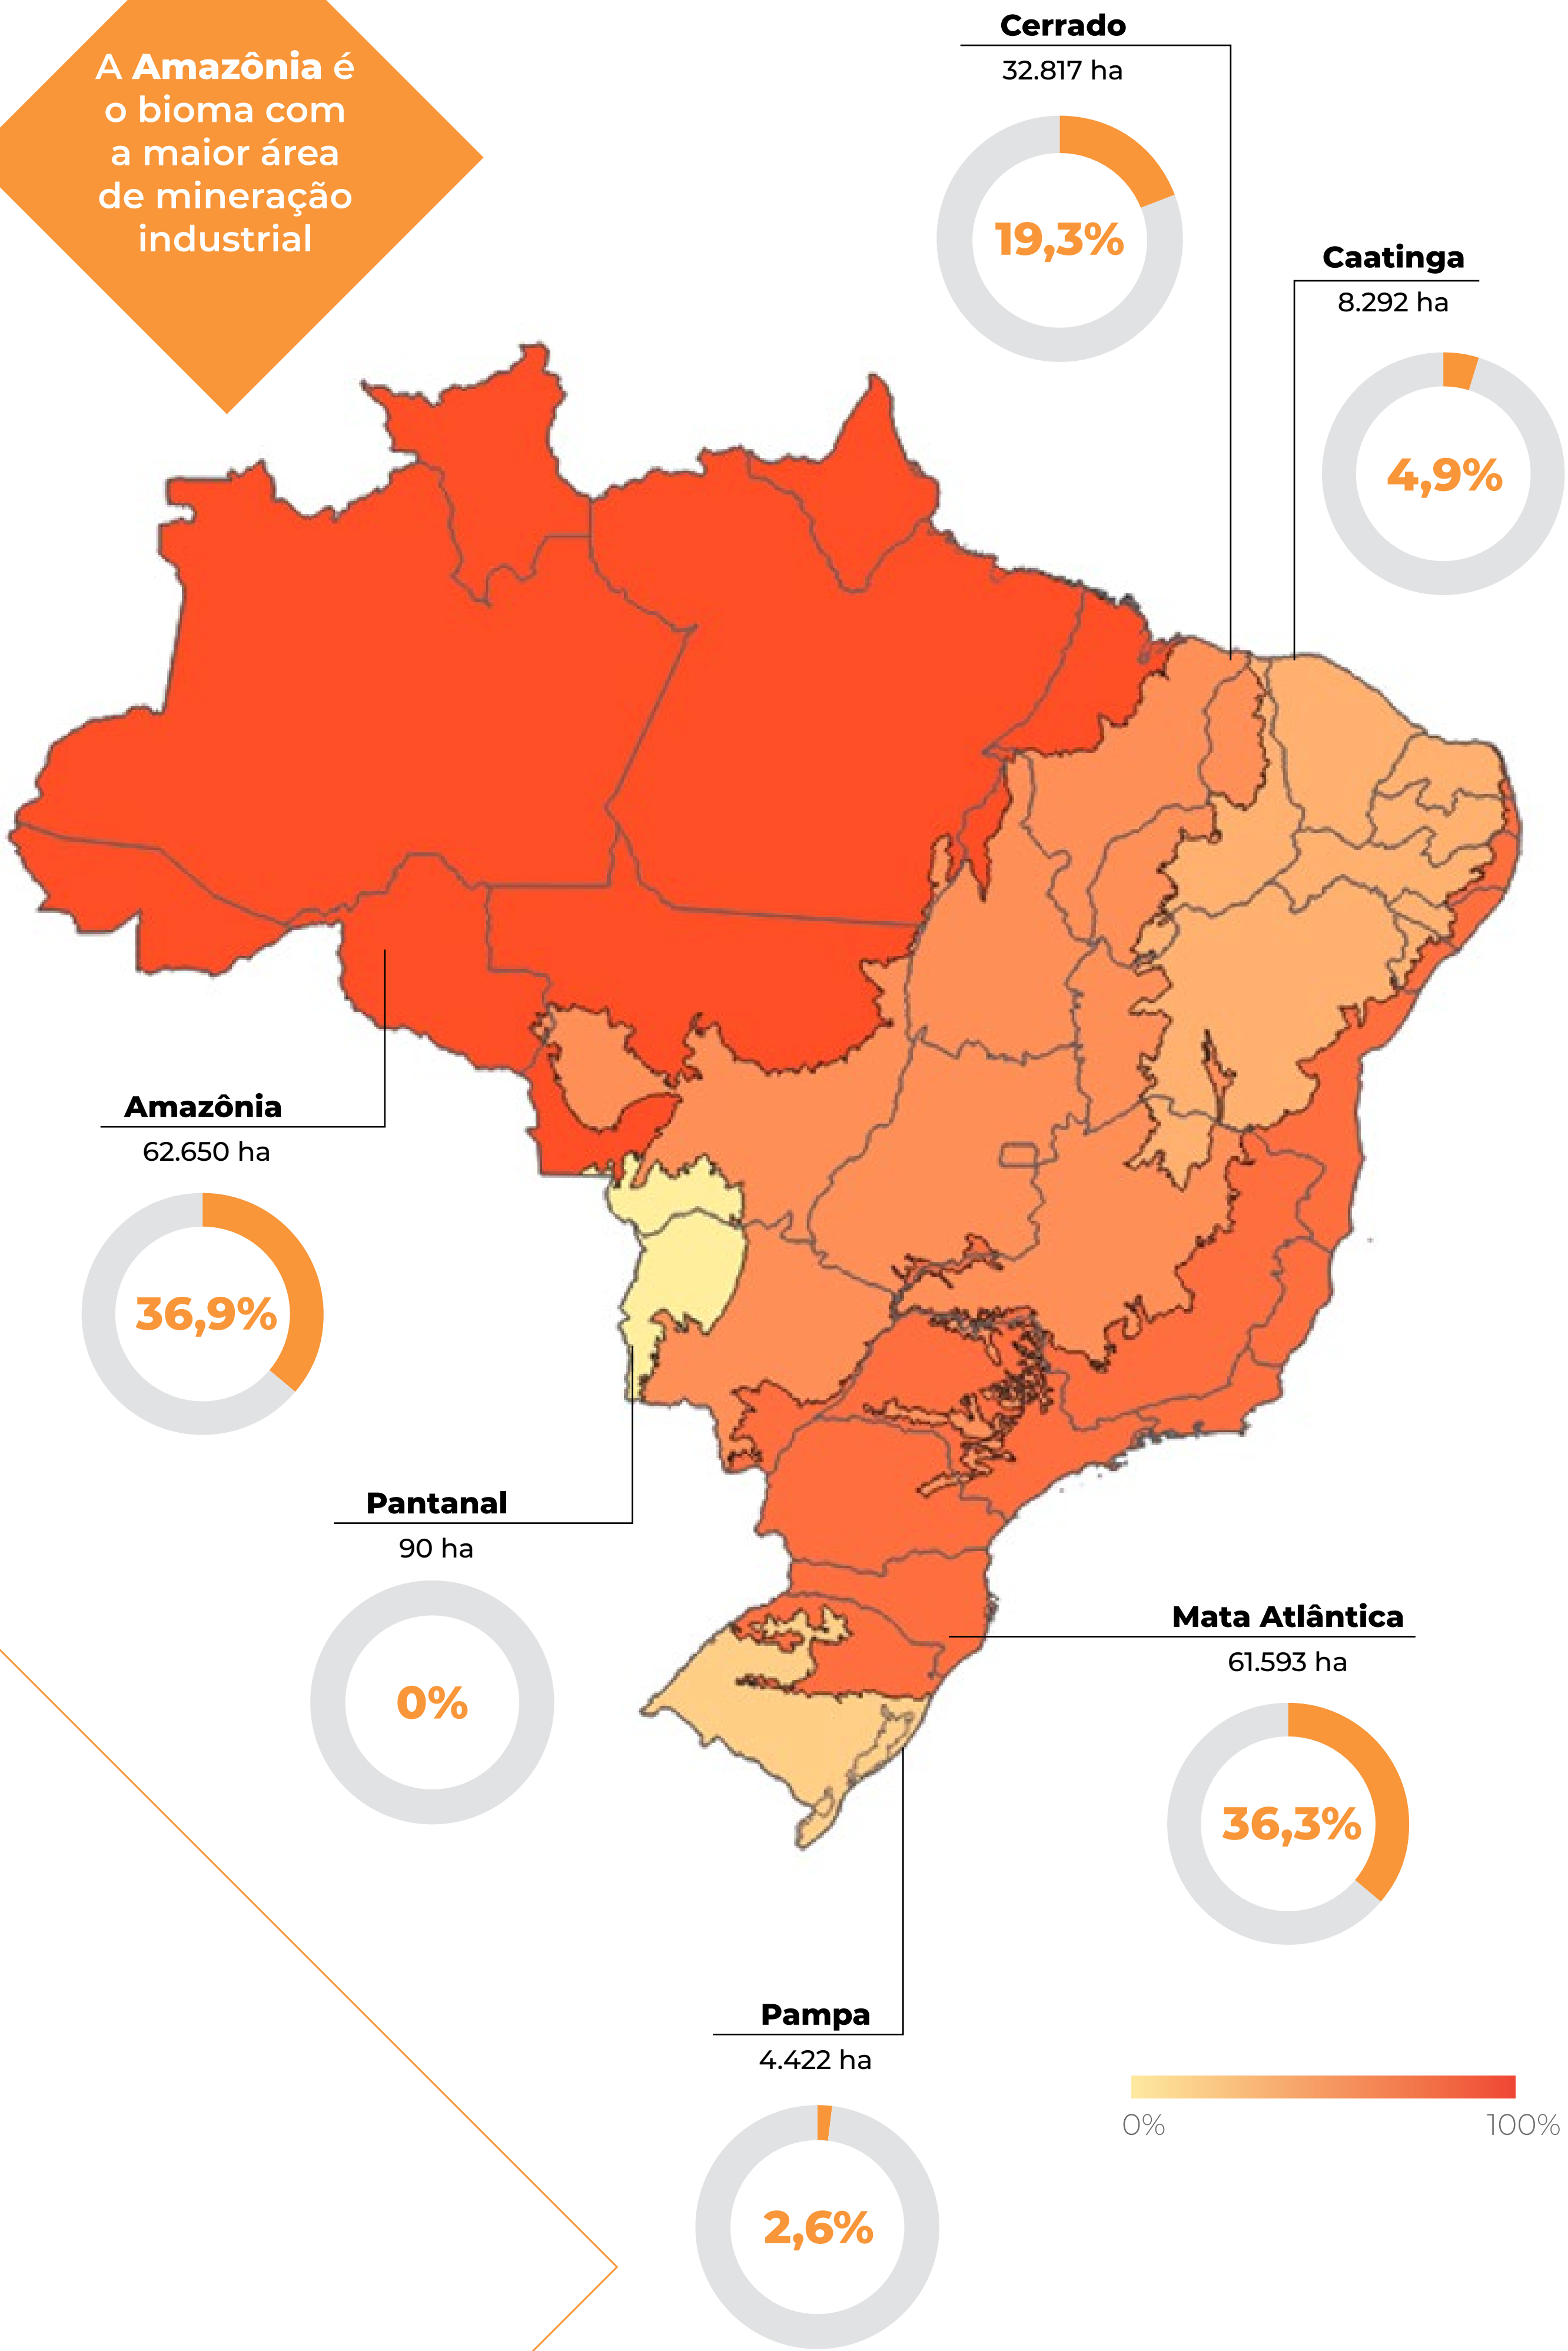 A Amazônia é
o bioma com
a maior área
de mineração
industrial
Cerrado
32.817 ha
19,3%
Caatinga
8.292 ha
4,9%
Amazônia
62.650 ha
36,9%
Pantanal
90 ha
0%
Mata Atlântica
61.593 ha
36,3%
Pampa
4.422 ha
2,6%
0%
100%